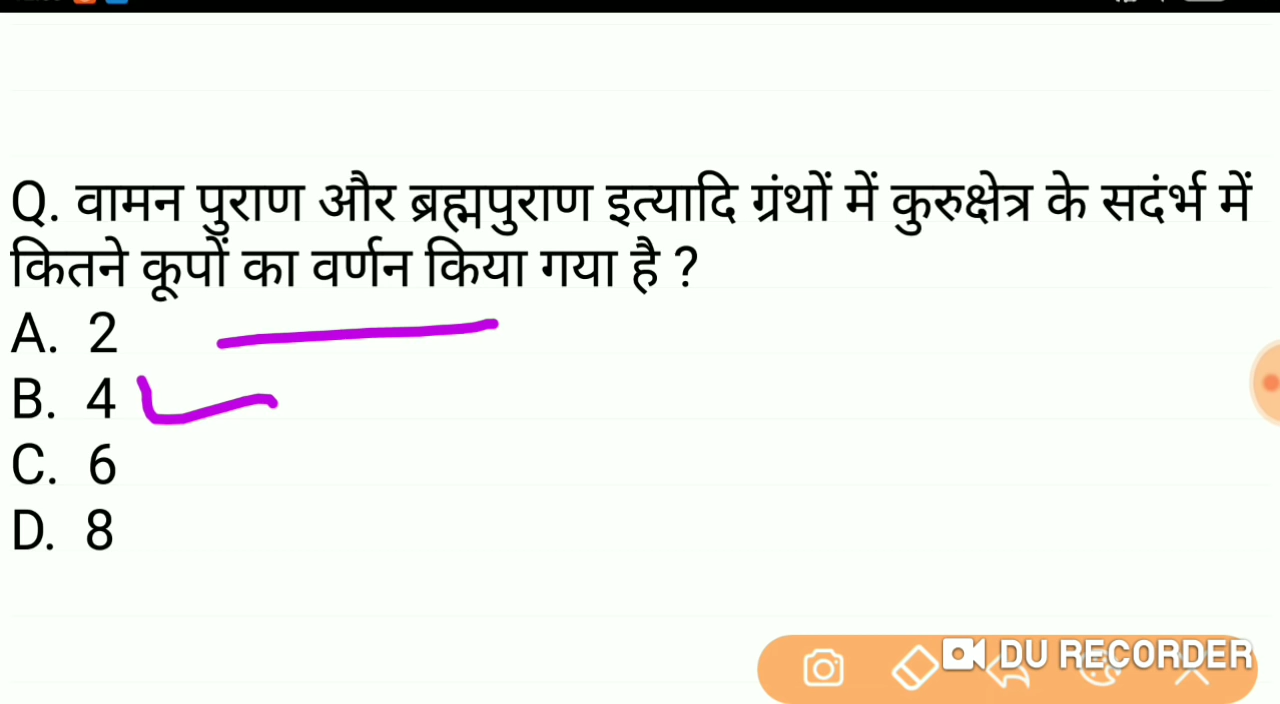 Q. वामन पुराण और ब्रह्मपुराण इत्यादि ग्रंथों में कुरुक्षेत्र के सदंर्भ में
कितने कूपों का वर्णन किया गया है ?
A. 2
B. 4
C. 6
D. 8
DU RECORDER